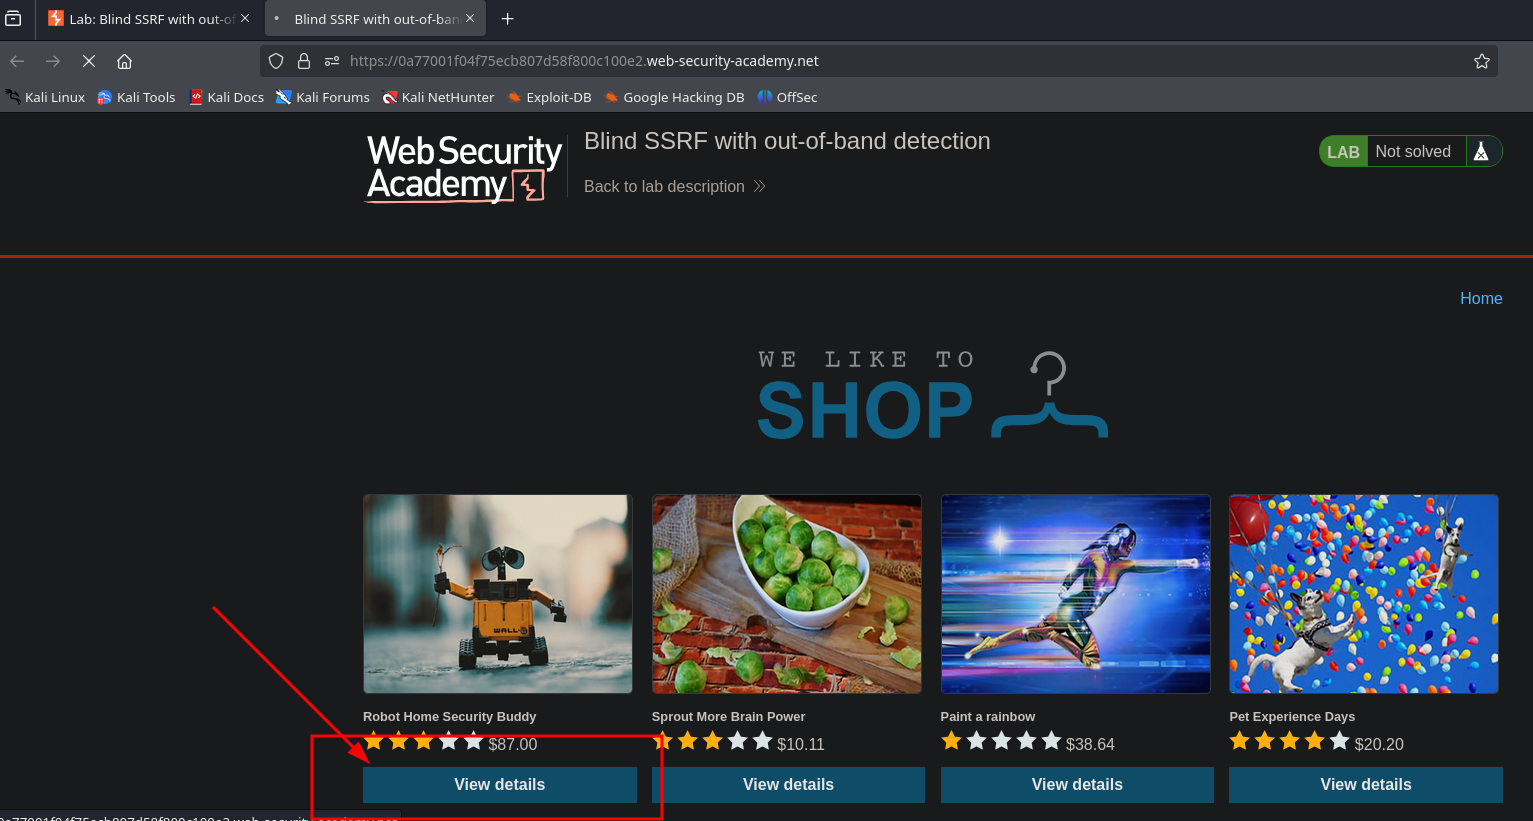 Lab: Blind SSRF with out-of
Blind SSRF with out-of-ban
https://0a77001f04f75ecb807d58f800c100e2.web-security-academy.net
Kali Linux
Kali Tools
Kali Docs
Kali Forums
Kali NetHunter
Exploit-DB
Google Hacking DB
OffSec
Web Security
Academy
Blind SSRF with out-of-band detection
Back to lab description
LAB
Not solved
Home
WE LIKE TO
SHOP
WALL-
Robot Home Security Buddy
$87.00
View details
Sprout More Brain Power
$10.11
View details
Paint a rainbow
$38.64
View details
Pet Experience Days
$20.20
View details